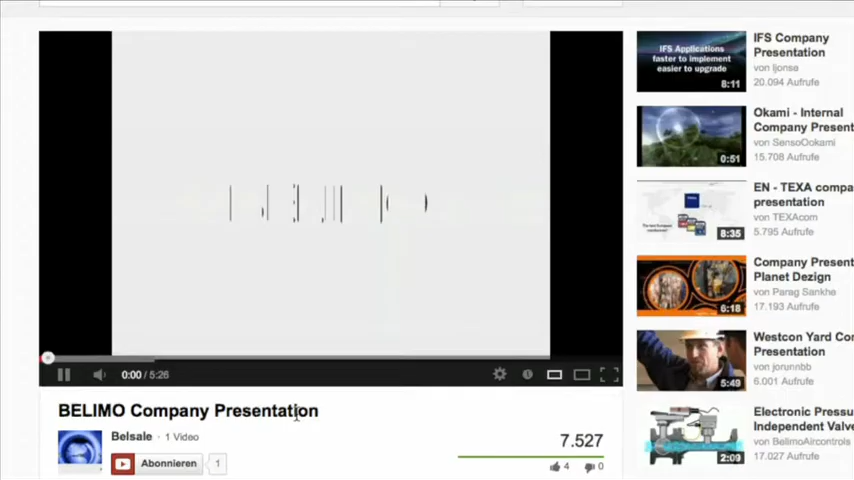 0:00 / 5:26
BELIMO Company Presentation
Belsale · 1 Video
Abonnieren 1
7.527
4 0
IFS Applications
faster to implement
easier to upgrade
8:11
IFS Company
Presentation
von ljonse
20.094 Aufrufe
0:51
Okami - Internal
Company Present
von SensoOkami
15.708 Aufrufe
8:35
EN - TEXA compa
presentation
von TEXAcom
5.795 Aufrufe
6:18
Company Present
Planet Dezign
von Parag Sankhe
17.193 Aufrufe
5:49
Westcon Yard Co
Presentation
von jorunnbb
6.001 Aufrufe
2:09
Electronic Pressu
Independent Valv
von BelimoAircontrols
17.027 Aufrufe